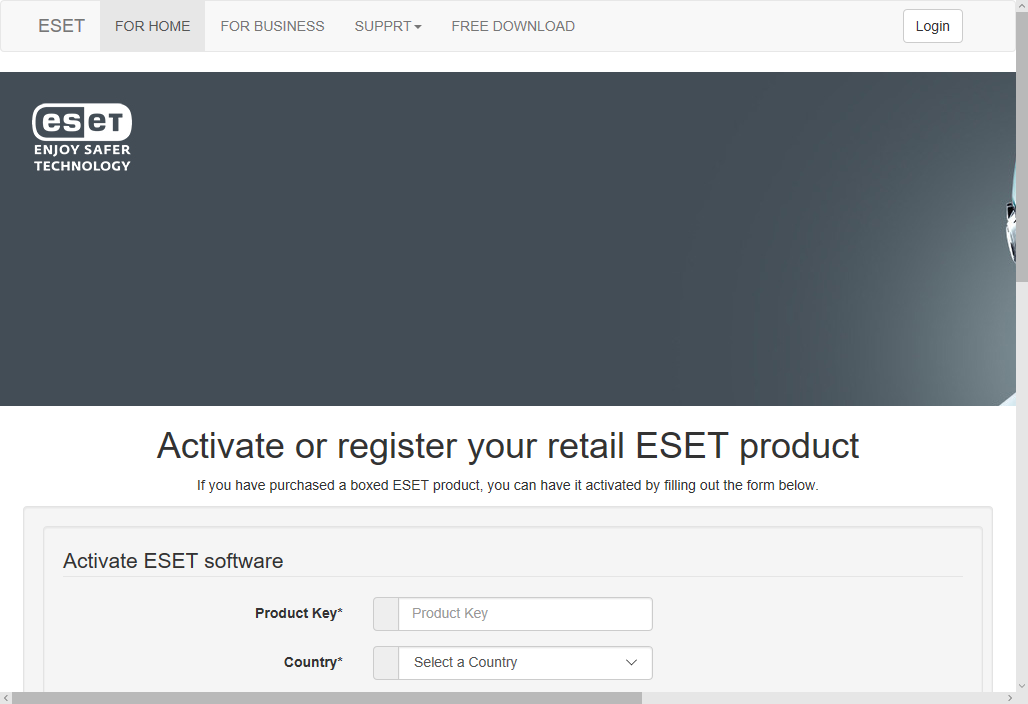 ESET FOR HOME FOR BUSINESS SUPPRT FREE DOWNLOAD Login
eseT
ENJOY SAFER
TECHNOLOGY
Activate or register your retail ESET product
If you have purchased a boxed ESET product, you can have it activated by filling out the form below.
Activate ESET software
Product Key* Product Key
Country* Select a Country